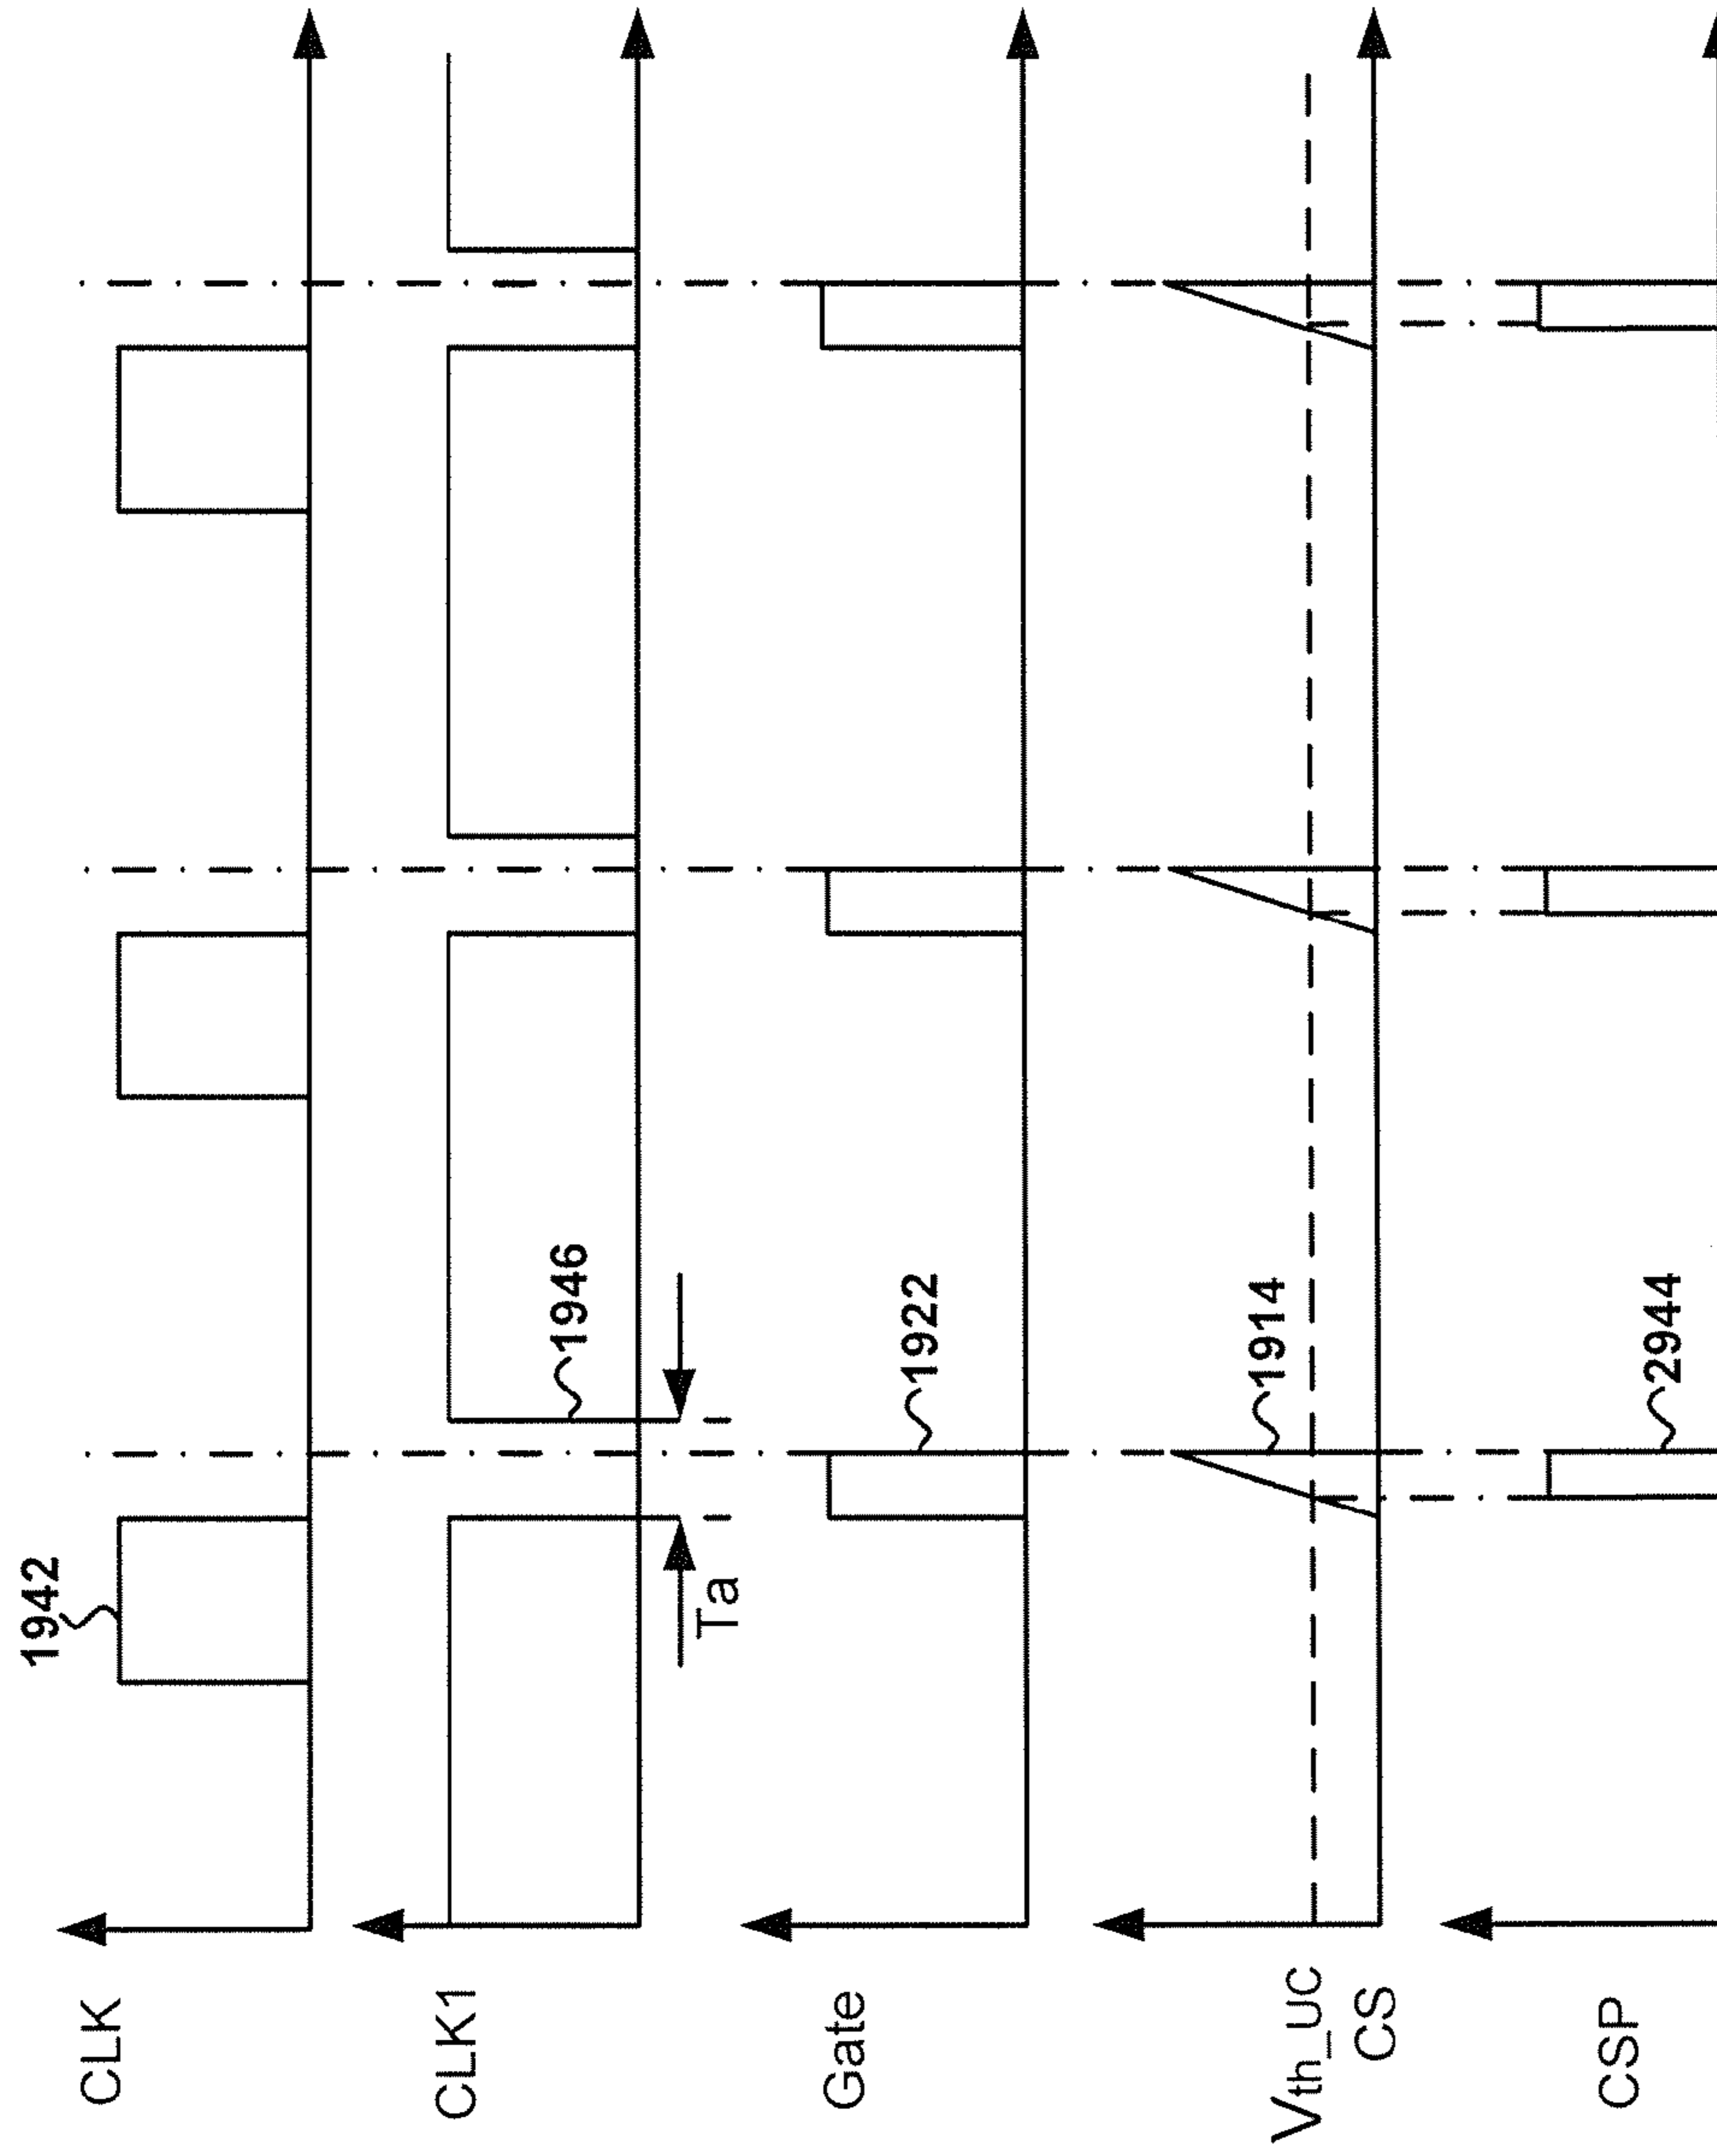 CLK
1942
CLK1
1946
Ta
Gate
1922
Vth_UC
CS
1914
CSP
2944